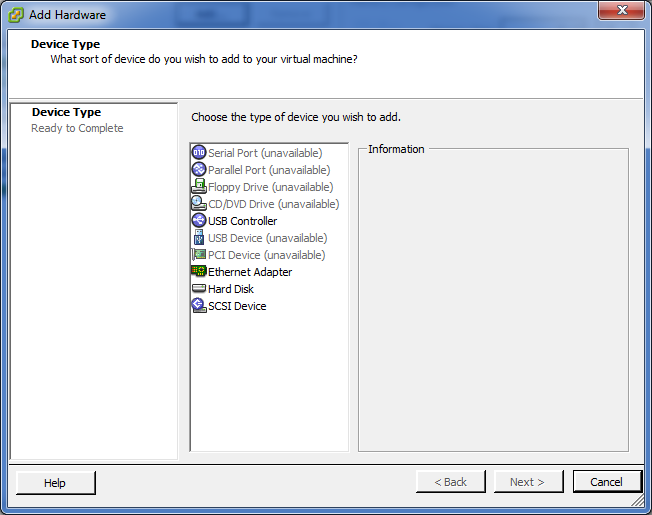 Add Hardware
Device Type
What sort of device do you wish to add to your virtual machine?
Device Type
Ready to Complete
Choose the type of device you wish to add.
Serial Port (unavailable)
Parallel Port (unavailable)
Floppy Drive (unavailable)
CD/DVD Drive (unavailable)
USB Controller
USB Device (unavailable)
PCI Device (unavailable)
Ethernet Adapter
Hard Disk
SCSI Device
Information
Help
< Back
Next >
Cancel